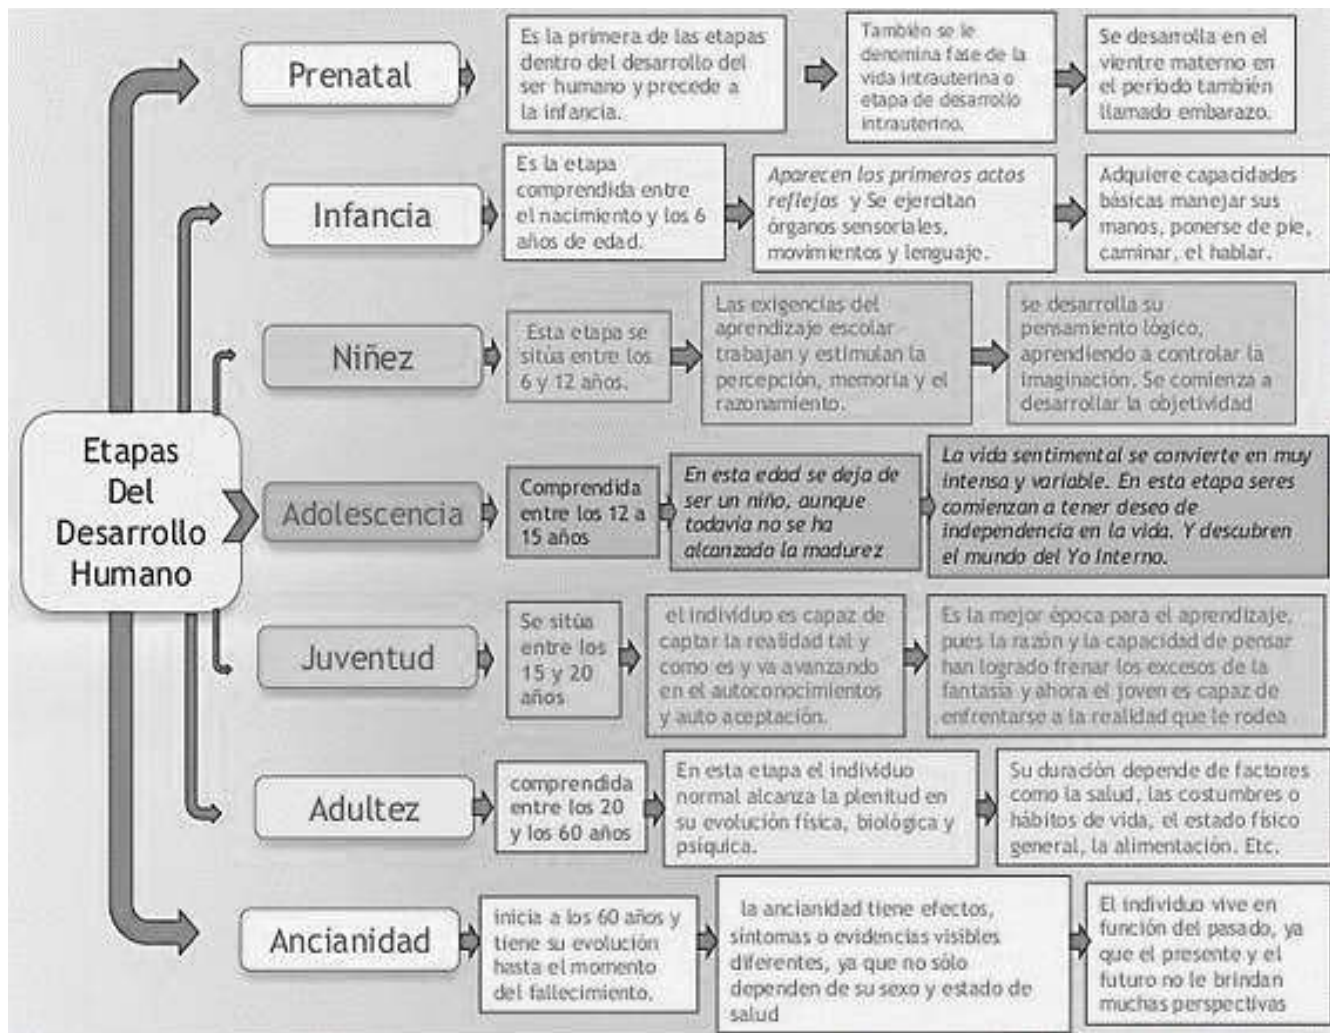 Etapas
Del
Desarrollo
Humano
Prenatal
Es la primera de las etapas
dentro del desarrollo del
ser humano y precede a
la infancia.
También se le
denomina fase de la
vida intrauterina o
etapa de desarrollo
intrauterino.
Se desarrolla en el
vientre materno en
el período también
llamado embarazo.
Infancia
Es la etapa
comprendida entre
el nacimiento y los 6
años de edad.
Aparecen los primeros actos
reflejos y Se ejercitan
órganos sensoriales,
movimientos y lenguaje.
Adquiere capacidades
básicas manejar sus
manos, ponerse de pie,
caminar, el hablar.
Niñez
Esta etapa se
sitúa entre los
6 y 12 años.
Las exigencias del
aprendizaje escolar
trabajan y estimulan la
percepción, memoria y el
razonamiento.
se desarrolla su
pensamiento lógico,
aprendiendo a controlar la
imaginación. Se comienza a
desarrollar la objetividad
Adolescencia
Comprendida
entre los 12 a
15 años
En esta edad se deja de
ser un niño, aunque
todavía no se ha
alcanzado la madurez
La vida sentimental se convierte en muy
intensa y variable. En esta etapa seres
comienzan a tener deseo de
independencia en la vida. Y descubren
el mundo del Yo Interno.
Juventud
Se sitúa
entre los
15 y 20
años
el individuo es capaz de
captar la realidad tal y
como es y va avanzando
en el autoconocimientos
y auto aceptación.
Es la mejor época para el aprendizaje,
pues la razón y la capacidad de pensar
han logrado frenar los excesos de la
fantasía y ahora el joven es capaz de
enfrentarse a la realidad que le rodea
Adultez
comprendida
entre los 20
y los 60 años
En esta etapa el individuo
normal alcanza la plenitud en
su evolución física, biológica y
psíquica.
Su duración depende de factores
como la salud, las costumbres o
hábitos de vida, el estado físico
general, la alimentación. Etc.
Ancianidad
inicia a los 60 años y
tiene su evolución
hasta el momento
del fallecimiento.
la ancianidad tiene efectos,
síntomas o evidencias visibles
diferentes, ya que no sólo
dependen de su sexo y estado de
salud
El individuo vive en
función del pasado, ya
que el presente y el
futuro no le brindan
muchas perspectivas